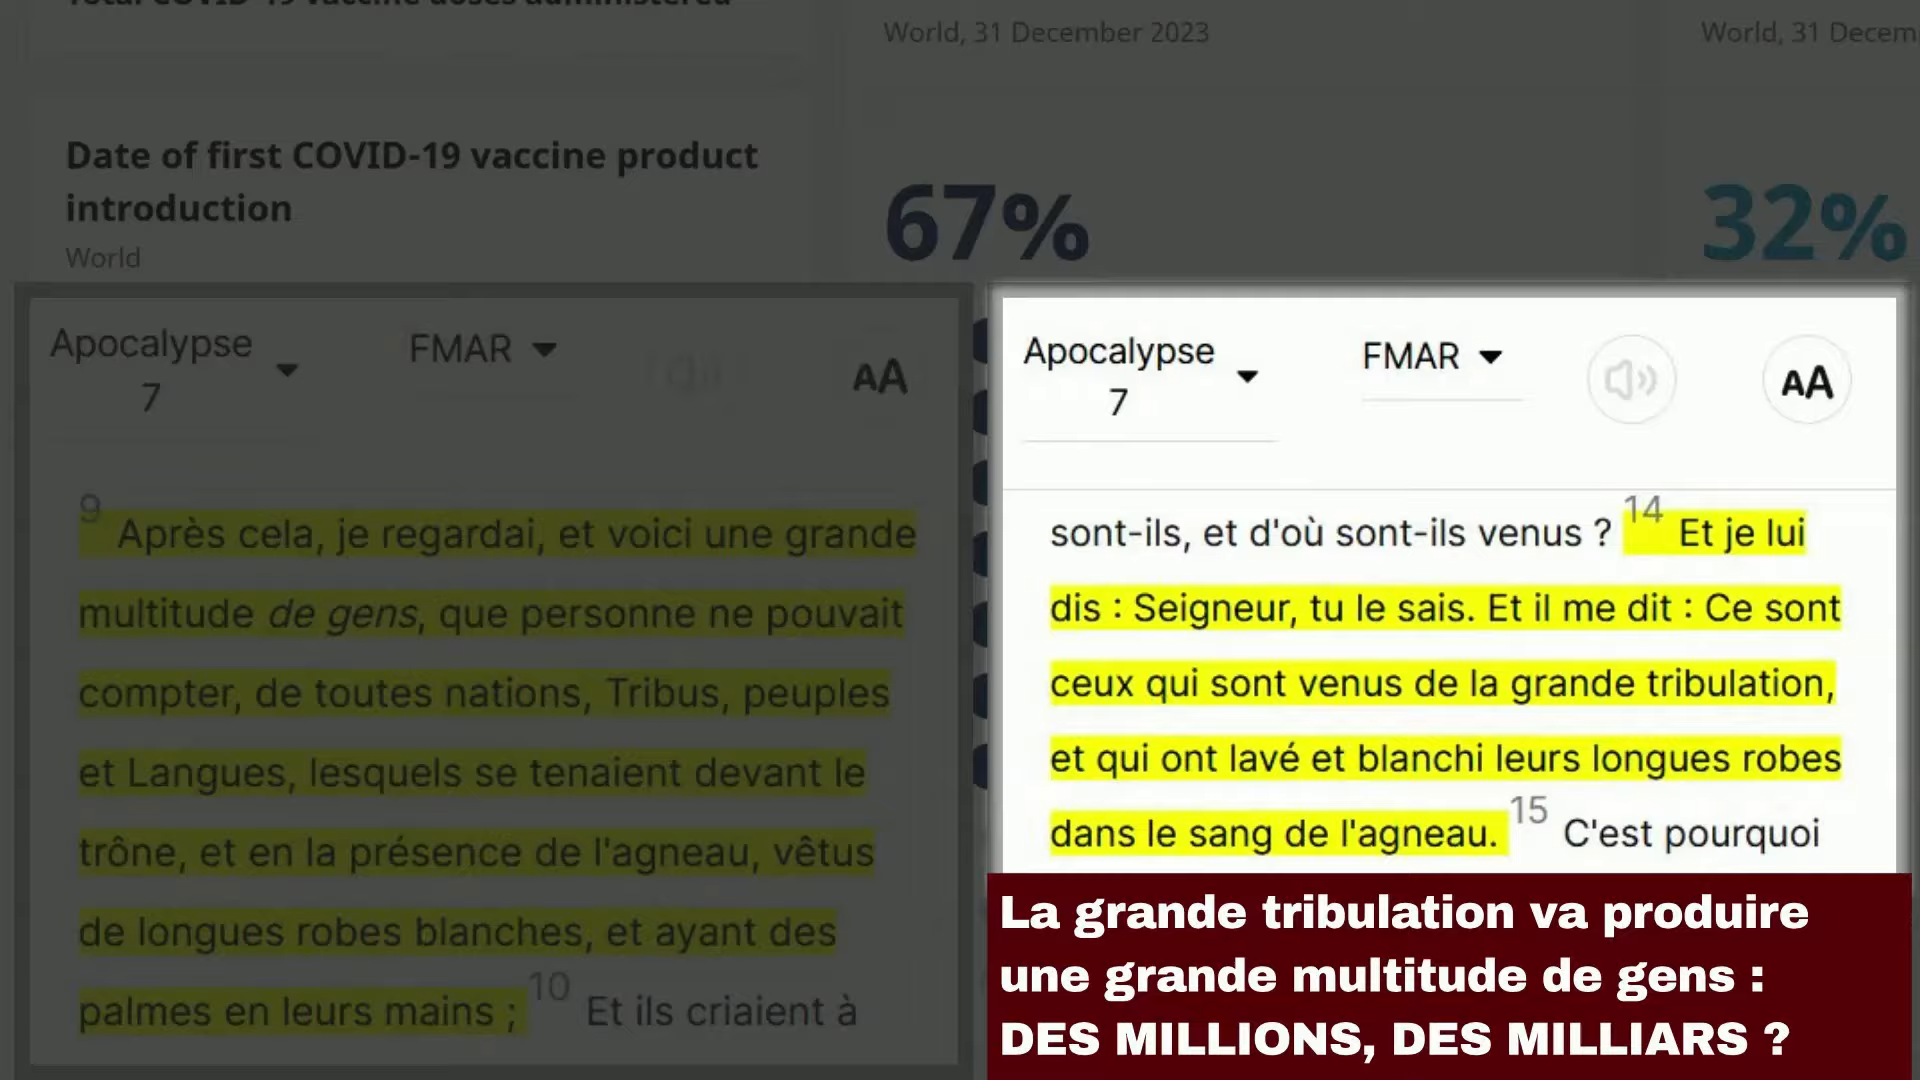 Total COVID-19 vaccine doses administered
World, 31 December 2023
World, 31 Decem
Date of first COVID-19 vaccine product
introduction
World
67%
32%
Apocalypse
7
FMAR
AA
9 Après cela, je regardai, et voici une grande
multitude de gens, que personne ne pouvait
compter, de toutes nations, Tribus, peuples
et Langues, lesquels se tenaient devant le
trône, et en la présence de l'agneau, vêtus
de longues robes blanches, et ayant des
palmes en leurs mains ; 10 Et ils criaient à
Apocalypse
7
FMAR
AA
sont-ils, et d'où sont-ils venus ? 14 Et je lui
dis : Seigneur, tu le sais. Et il me dit : Ce sont
ceux qui sont venus de la grande tribulation,
et qui ont lavé et blanchi leurs longues robes
dans le sang de l'agneau. 15 C'est pourquoi
La grande tribulation va produire
une grande multitude de gens :
DES MILLIONS, DES MILLIARS ?